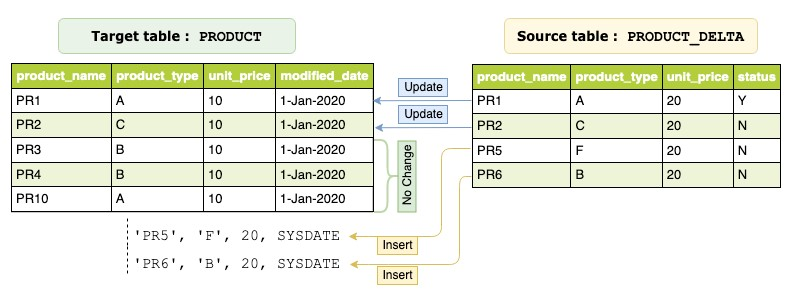 Target table : PRODUCT
Source table : PRODUCT_DELTA
product_name product_type unit_price modified_date
PR1 A 10 1-Jan-2020
PR2 C 10 1-Jan-2020
PR3 B 10 1-Jan-2020
PR4 B 10 1-Jan-2020
PR10 A 10 1-Jan-2020
Update
Update
No Change
product_name product_type unit_price status
PR1 A 20 Y
PR2 C 20 N
PR5 F 20 N
PR6 B 20 N
'PR5', 'F', 20, SYSDATE
Insert
'PR6', 'B', 20, SYSDATE
Insert